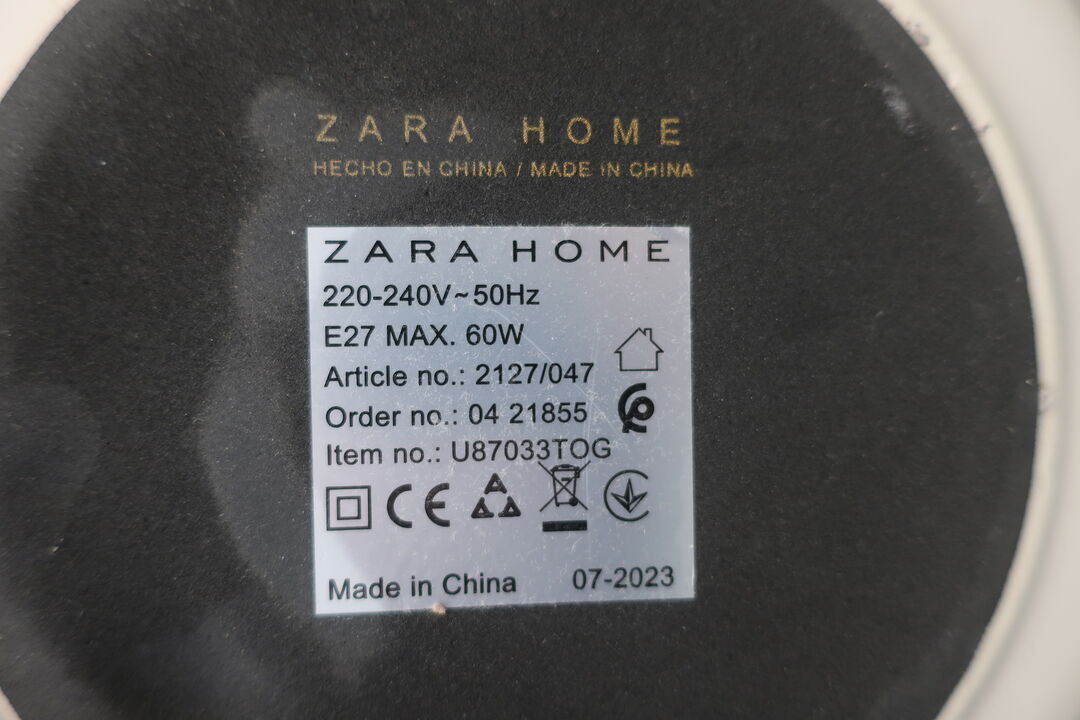 ZARA HOME
HECHO EN CHINA / MADE IN CHINA
ZARA HOME
220-240V~50Hz
E27 MAX. 60W
Article no.: 2127/047
Order no.: 04 21855
Item no.: U87033TOG
CE
Made in China 07-2023